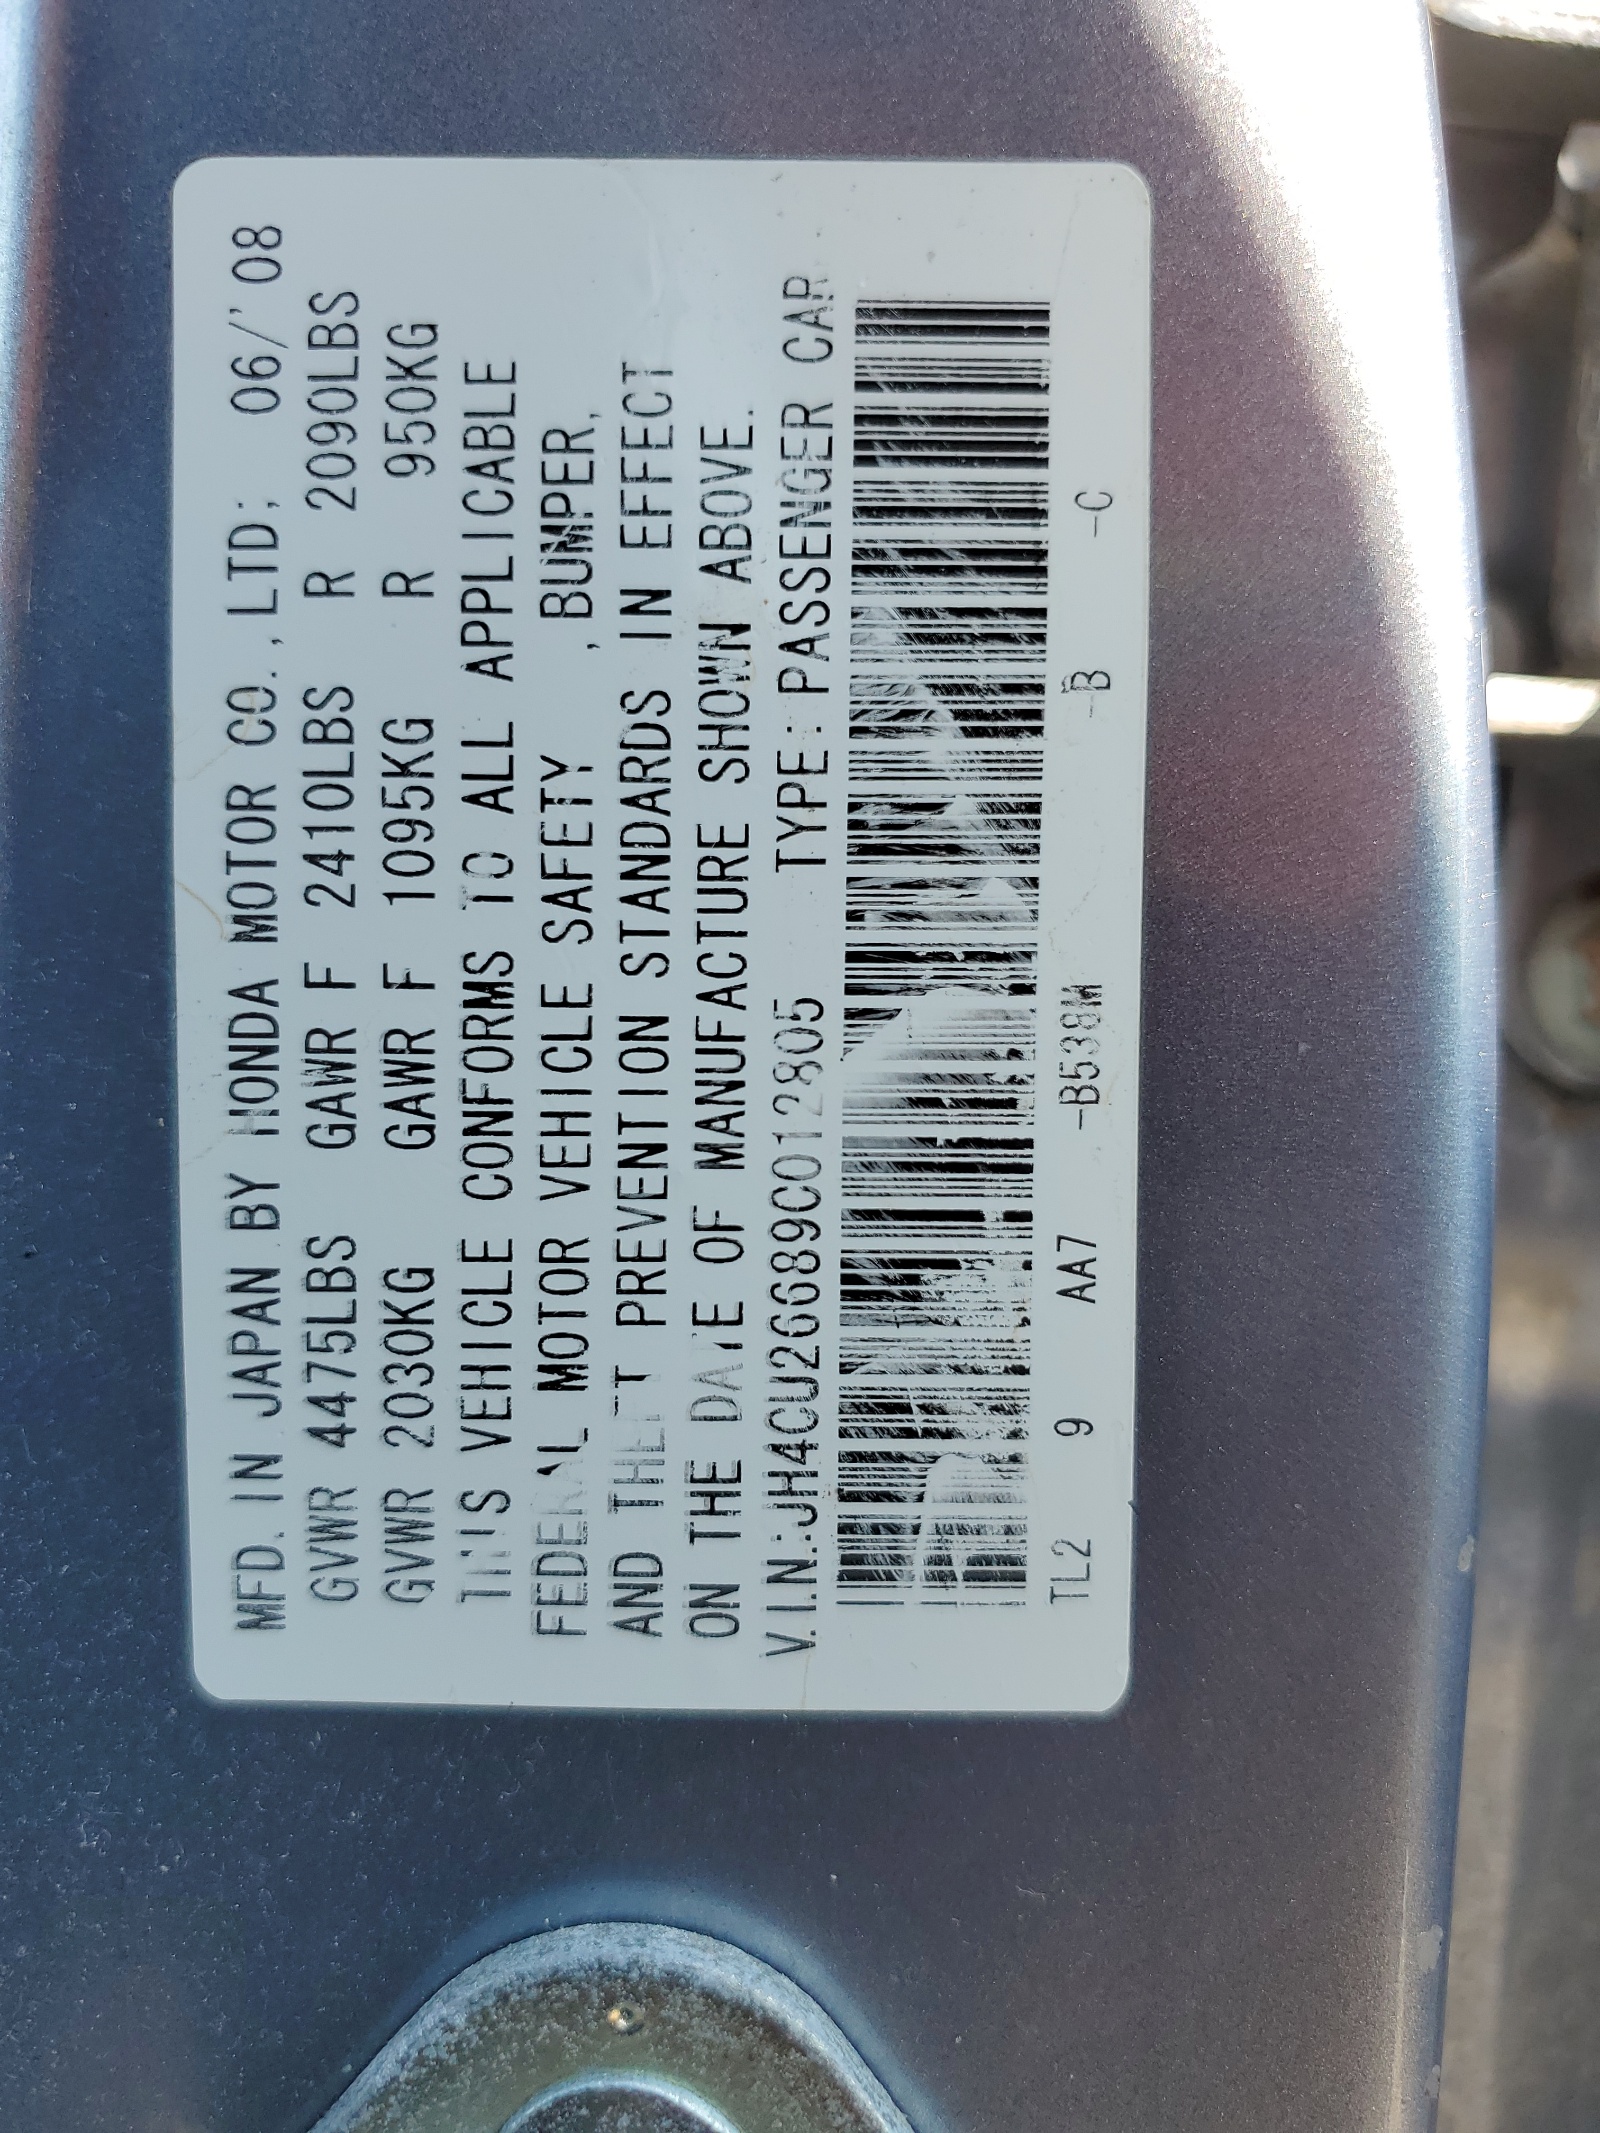 MFD. IN JAPAN BY HONDA MOTOR CO.,LTD; 06/'08
GVWR 4475LBS GAWR F 2410LBS R 2090LBS
GVWR 2030KG GAWR F 1095KG R 950KG
THIS VEHICLE CONFORMS TO ALL APPLICABLE
FEDERAL MOTOR VEHICLE SAFETY ,BUMPER,
AND THEFT PREVENTION STANDARDS IN EFFECT
ON THE DATE OF MANUFACTURE SHOWN ABOVE.
V.I.N.:JH4CU26689C012805 TYPE:PASSENGER CAR
TL2 9 AA7 -B538M -B -C